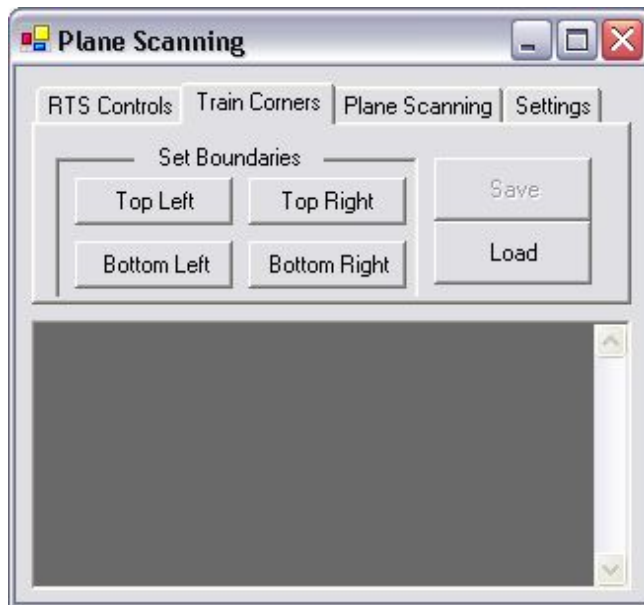 Plane Scanning
RTS Controls Train Corners Plane Scanning Settings
Set Boundaries
Top Left Top Right Save
Bottom Left Bottom Right Load